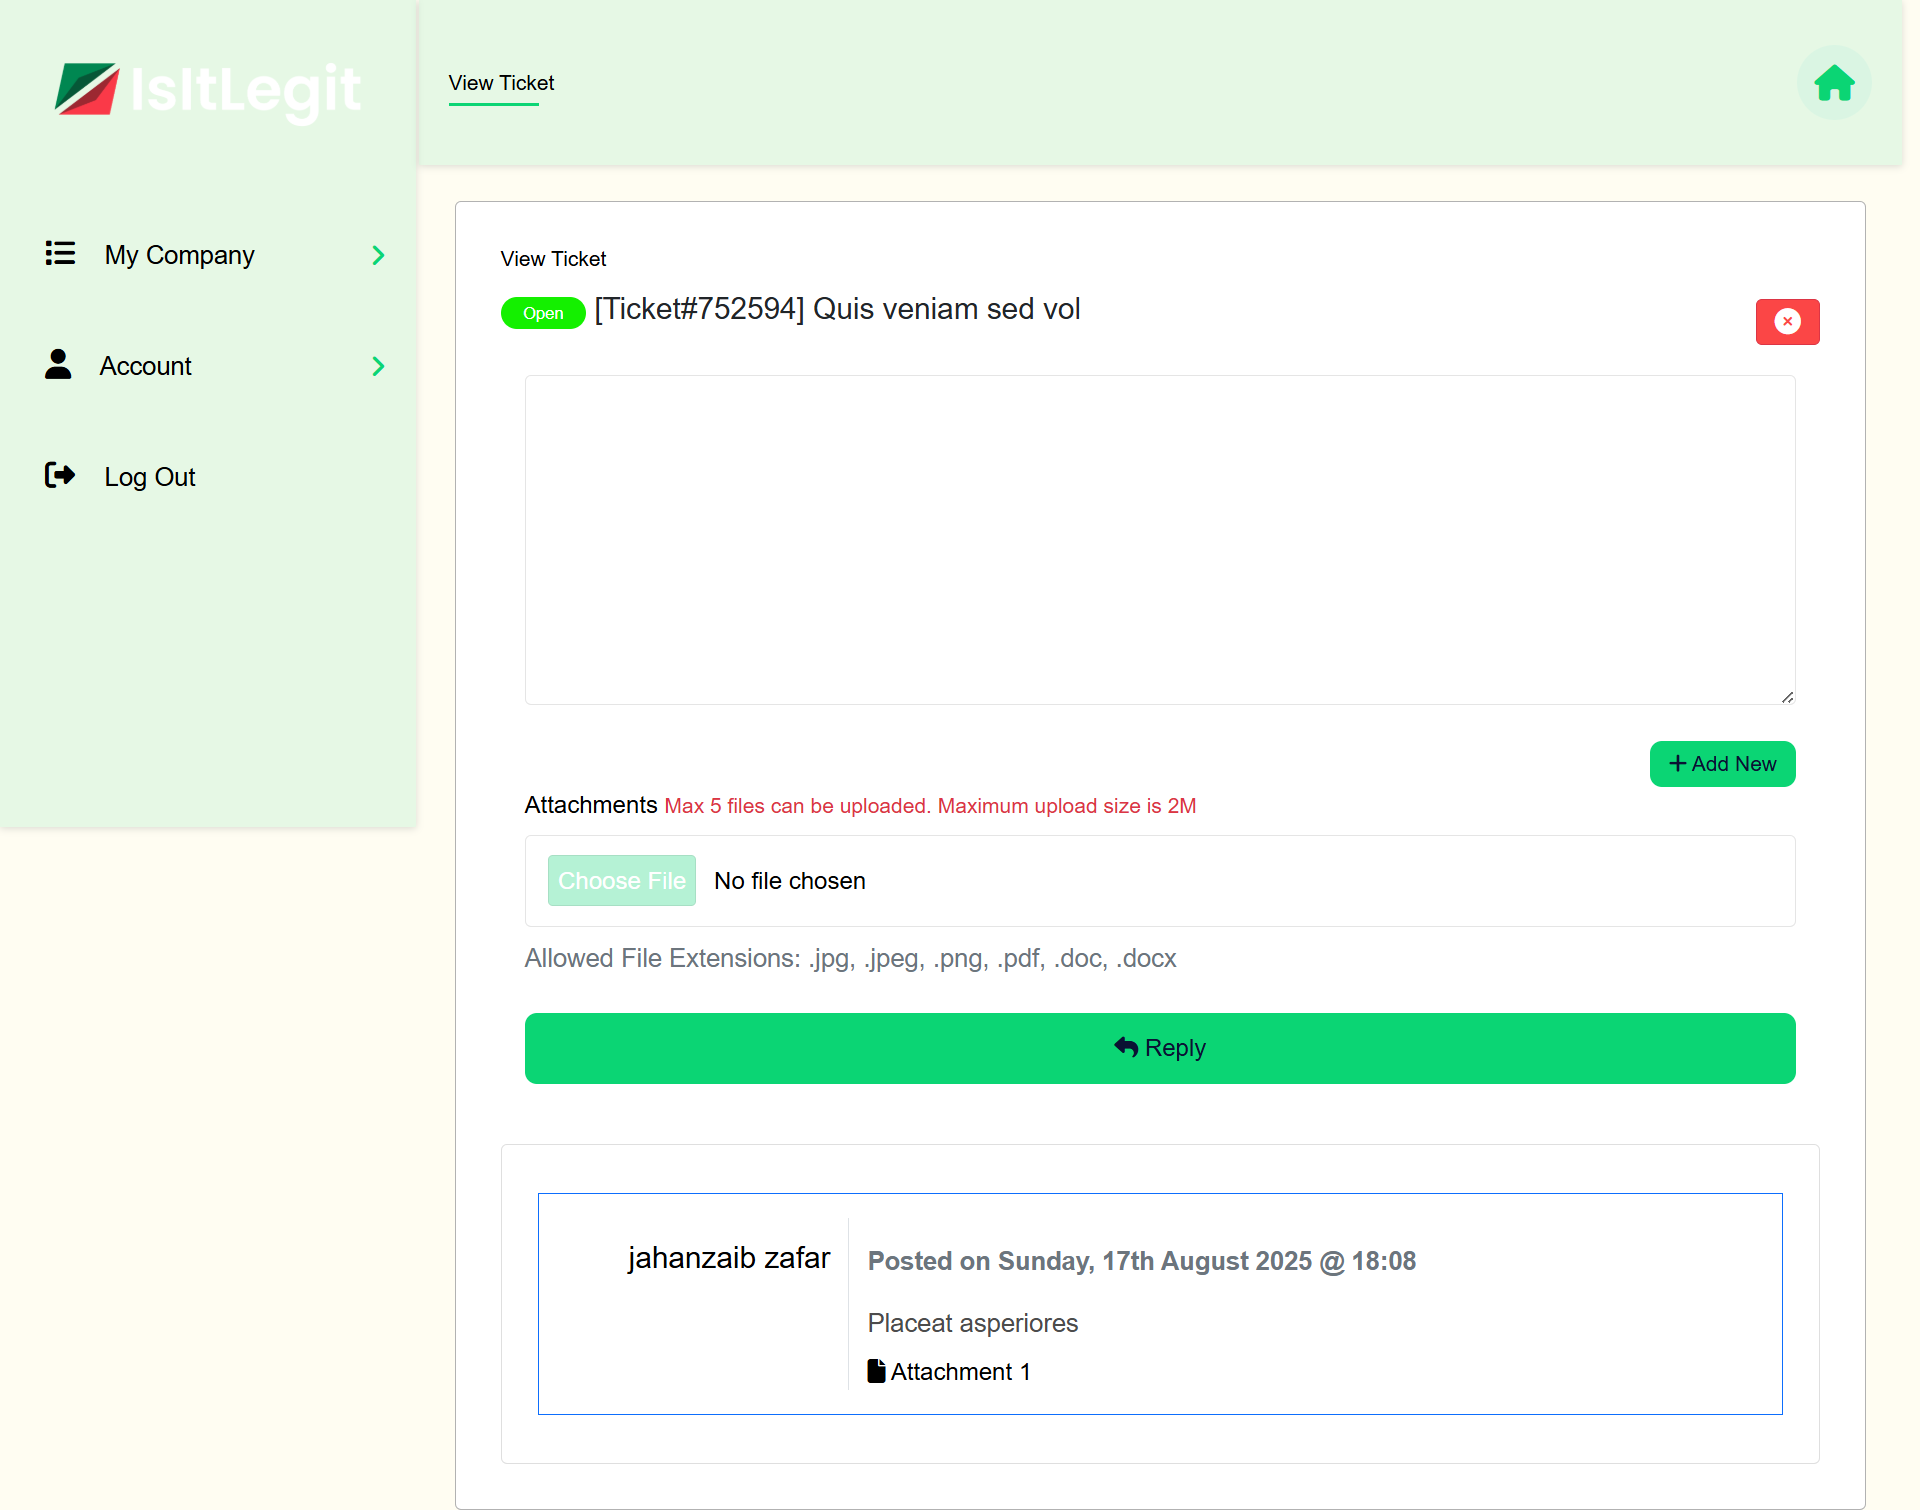 IsItLegit
View Ticket
My Company
Account
Log Out
View Ticket
Open [Ticket#752594] Quis veniam sed vol
Add New
Attachments Max 5 files can be uploaded. Maximum upload size is 2M
Choose File No file chosen
Allowed File Extensions: .jpg, .jpeg, .png, .pdf, .doc, .docx
Reply
jahanzaib zafar
Posted on Sunday, 17th August 2025 @ 18:08
Placeat asperiores
Attachment 1